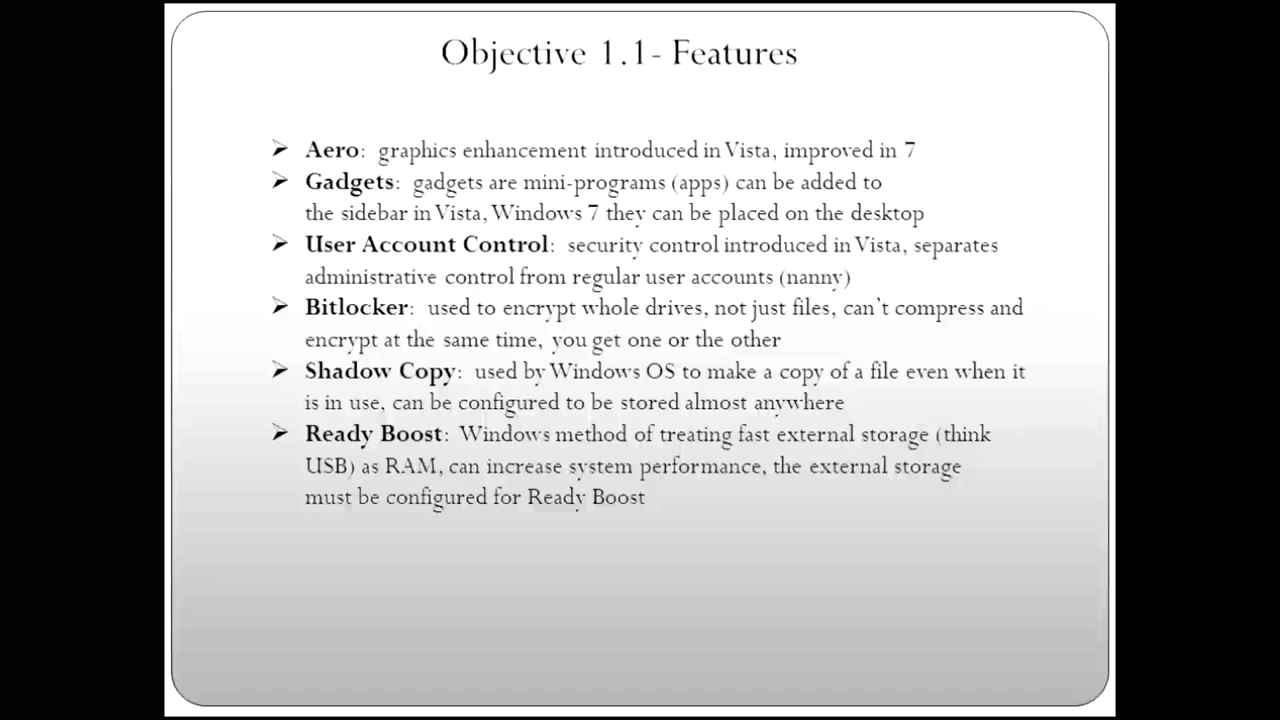 Objective 1.1- Features
➢ Aero: graphics enhancement introduced in Vista, improved in 7
➢ Gadgets: gadgets are mini-programs (apps) can be added to
the sidebar in Vista, Windows 7 they can be placed on the desktop
➢ User Account Control: security control introduced in Vista, separates
administrative control from regular user accounts (nanny)
➢ Bitlocker: used to encrypt whole drives, not just files, can't compress and
encrypt at the same time, you get one or the other
➢ Shadow Copy: used by Windows OS to make a copy of a file even when it
is in use, can be configured to be stored almost anywhere
➢ Ready Boost: Windows method of treating fast external storage (think
USB) as RAM, can increase system performance, the external storage
must be configured for Ready Boost